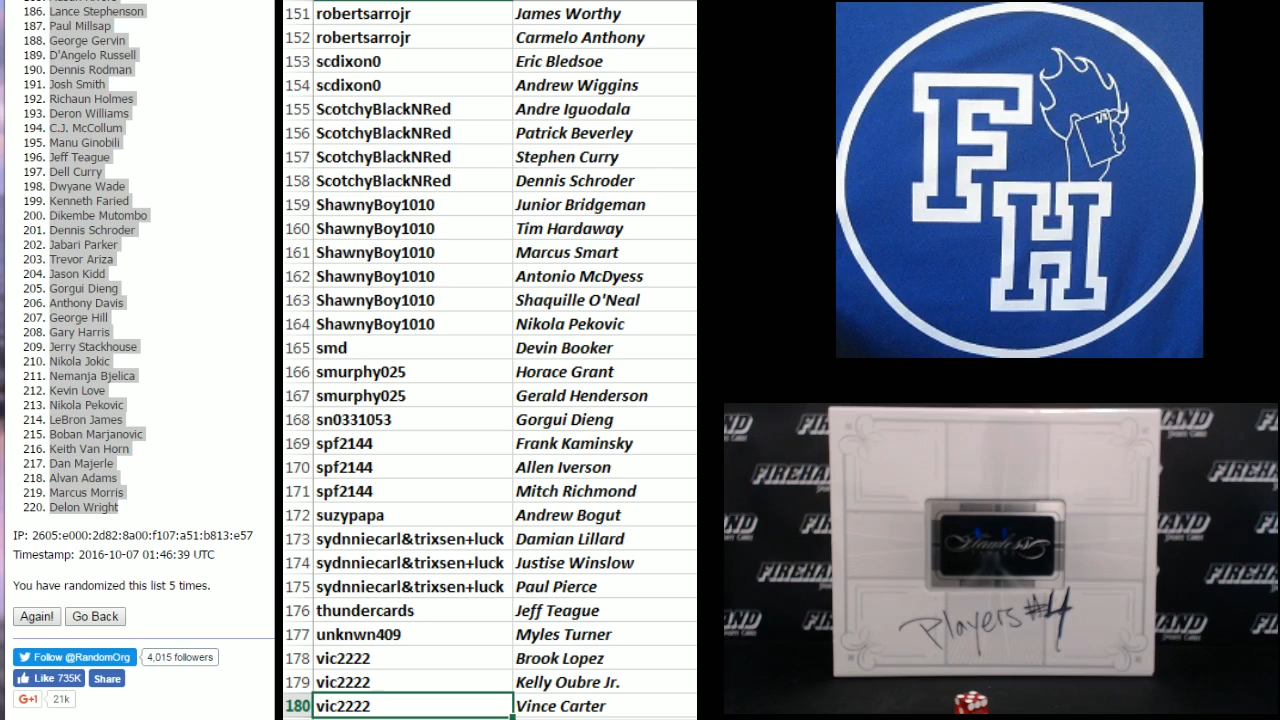 186. Lance Stephenson
187. Paul Millsap
188. George Gervin
189. D'Angelo Russell
190. Dennis Rodman
191. Josh Smith
192. Richaun Holmes
193. Deron Williams
194. C.J. McCollum
195. Manu Ginobili
196. Jeff Teague
197. Dell Curry
198. Dwyane Wade
199. Kenneth Faried
200. Dikembe Mutombo
201. Dennis Schroder
202. Jabari Parker
203. Trevor Ariza
204. Jason Kidd
205. Gorgui Dieng
206. Anthony Davis
207. George Hill
208. Gary Harris
209. Jerry Stackhouse
210. Nikola Jokic
211. Nemanja Bjelica
212. Kevin Love
213. Nikola Pekovic
214. LeBron James
215. Boban Marjanovic
216. Keith Van Horn
217. Dan Majerle
218. Alvan Adams
219. Marcus Morris
220. Delon Wright
IP: 2605:e000:2d82:8a00:f107:a51:b813:e57
Timestamp: 2016-10-07 01:46:39 UTC
You have randomized this list 5 times.
Again! Go Back
Follow @RandomOrg 4,015 followers
Like 735K Share
G+1 21k
151 robertsarrojr James Worthy
152 robertsarrojr Carmelo Anthony
153 scdixon0 Eric Bledsoe
154 scdixon0 Andrew Wiggins
155 ScotchyBlackNRed Andre Iguodala
156 ScotchyBlackNRed Patrick Beverley
157 ScotchyBlackNRed Stephen Curry
158 ScotchyBlackNRed Dennis Schroder
159 ShawnyBoy1010 Junior Bridgeman
160 ShawnyBoy1010 Tim Hardaway
161 ShawnyBoy1010 Marcus Smart
162 ShawnyBoy1010 Antonio McDyess
163 ShawnyBoy1010 Shaquille O'Neal
164 ShawnyBoy1010 Nikola Pekovic
165 smd Devin Booker
166 smurphy025 Horace Grant
167 smurphy025 Gerald Henderson
168 sn0331053 Gorgui Dieng
169 spf2144 Frank Kaminsky
170 spf2144 Allen Iverson
171 spf2144 Mitch Richmond
172 suzypapa Andrew Bogut
173 sydnniecarl&trixsen+luck Damian Lillard
174 sydnniecarl&trixsen+luck Justise Winslow
175 sydnniecarl&trixsen+luck Paul Pierce
176 thundercards Jeff Teague
177 unknwn409 Myles Turner
178 vic2222 Brook Lopez
179 vic2222 Kelly Oubre Jr.
180 vic2222 Vince Carter
FH
1/1
FIREHAND
Flawless
Players #4